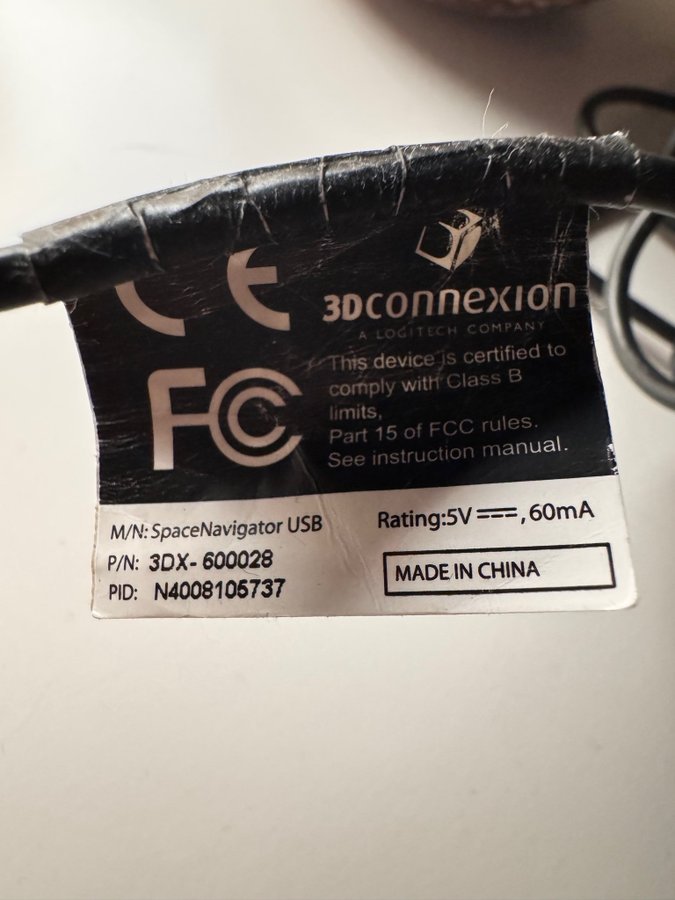 CE
3Dconnexion
A LOGITECH COMPANY
FC
This device is certified to
comply with Class B
limits,
Part 15 of FCC rules.
See instruction manual.
M/N: SpaceNavigator USB
Rating:5V ⎓, 60mA
P/N: 3DX-600028
PID: N4008105737
MADE IN CHINA